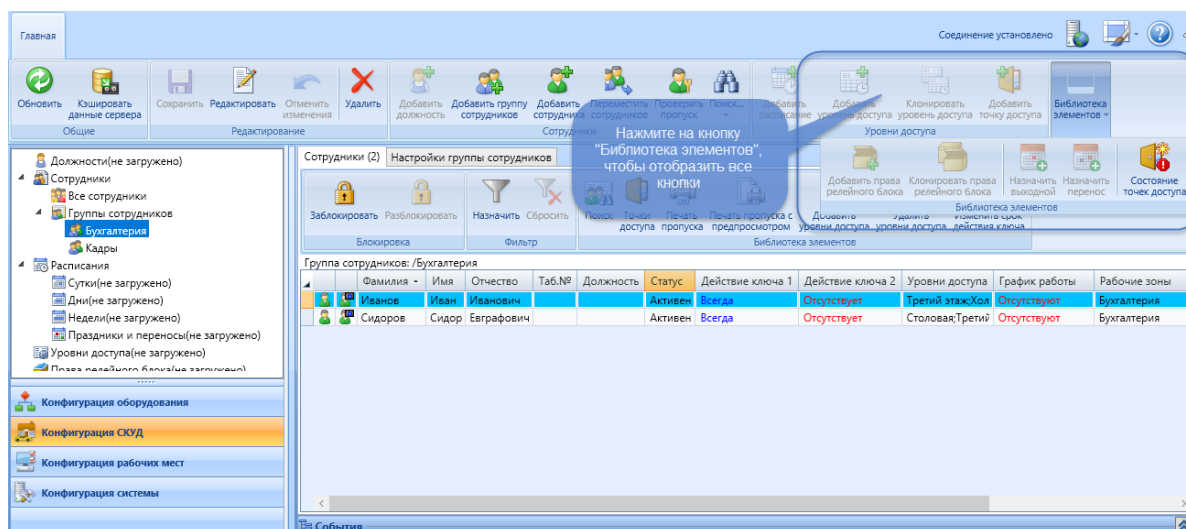 Главная
Соединение установлено
Обновить
Кэшировать
данные сервера
Сохранить
Редактировать
Отменить
изменения
Удалить
Добавить
должность
Добавить группу
сотрудников
Добавить
сотрудника
Переместить
сотрудников
Проверить
пропуск
Поиск...
Добавить
расписание
Добавить
уровень доступа
Клонировать
уровень доступа
Добавить
точку доступа
Библиотека
элементов
Общие
Редактирование
Сотрудники
Уровни доступа
Нажмите на кнопку
"Библиотека элементов",
чтобы отобразить все
кнопки
Добавить права
релейного блока
Клонировать права
релейного блока
Назначить
выходной
Назначить
перенос
Состояние
точек доступа
Библиотека элементов
Должности(не загружено)
Сотрудники
Все сотрудники
Группы сотрудников
Бухгалтерия
Кадры
Расписания
Сутки(не загружено)
Дни(не загружено)
Недели(не загружено)
Праздники и переносы(не загружено)
Уровни доступа(не загружено)
Права релейного блока(не загружено)
Конфигурация оборудования
Конфигурация СКУД
Конфигурация рабочих мест
Конфигурация системы
Сотрудники (2)
Настройки группы сотрудников
Заблокировать
Разблокировать
Назначить
Сбросить
Поиск
Точки
доступа
Печать
пропуска
Печать пропуска с
предпросмотром
Добавить
уровни доступа
Удалить
уровни доступа
Изменить срок
действия ключа
Блокировка
Фильтр
Библиотека элементов
Группа сотрудников: /Бухгалтерия
Фамилия Имя Отчество Таб.№ Должность Статус Действие ключа 1 Действие ключа 2 Уровни доступа График работы Рабочие зоны
Иванов Иван Иванович Активен Всегда Отсутствует Третий этаж;Хол Отсутствуют Бухгалтерия
Сидоров Сидор Евграфович Активен Всегда Отсутствует Столовая;Третий Отсутствуют Бухгалтерия
События